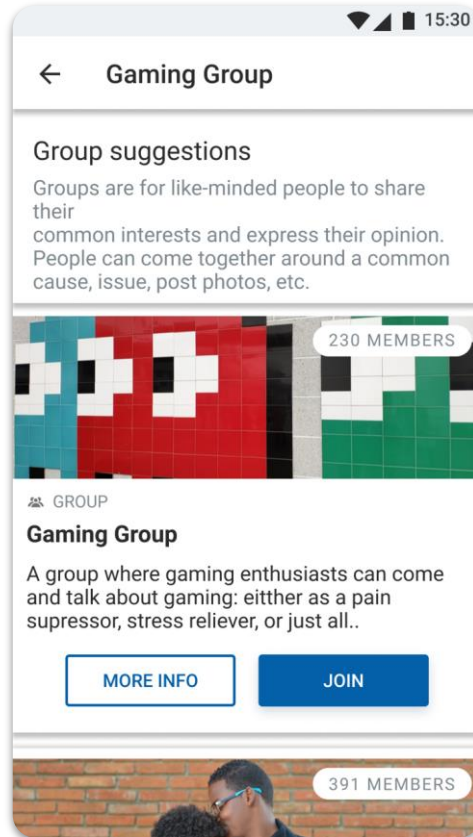 15:30
Gaming Group
Group suggestions
Groups are for like-minded people to share
their
common interests and express their opinion.
People can come together around a common
cause, issue, post photos, etc.
230 MEMBERS
GROUP
Gaming Group
A group where gaming enthusiasts can come
and talk about gaming: eitther as a pain
supressor, stress reliever, or just all..
MORE INFO
JOIN
391 MEMBERS